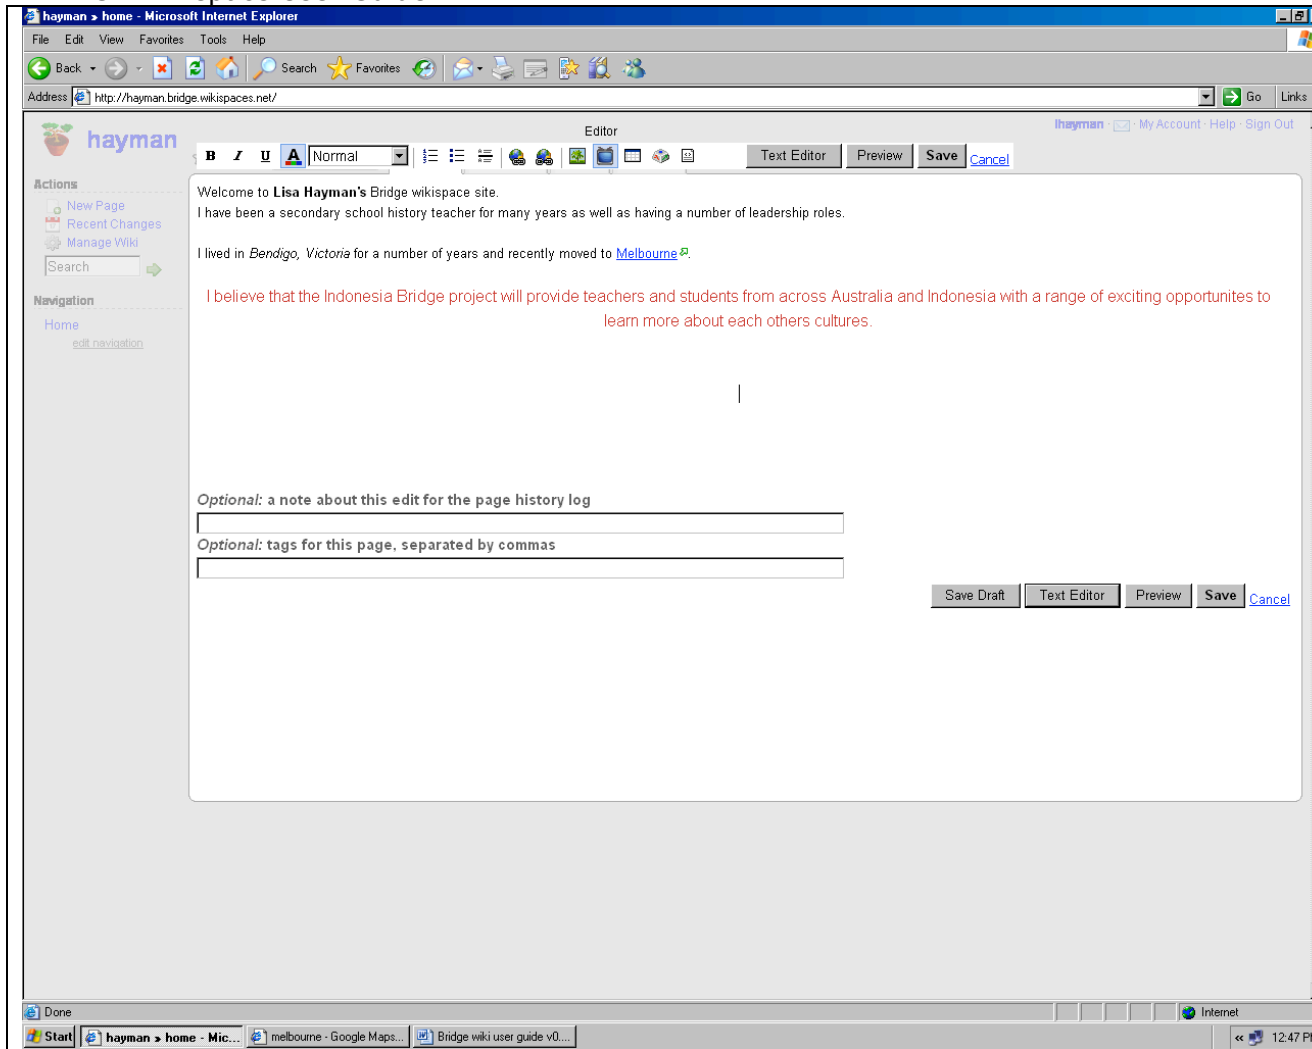 hayman » home - Microsoft Internet Explorer
File Edit View Favorites Tools Help
Back Search Favorites
Address http://hayman.bridge.wikispaces.net/ Go Links
hayman
lhayman · · My Account · Help · Sign Out
Editor
B I U A Normal Text Editor Preview Save Cancel
Actions
New Page
Recent Changes
Manage Wiki
Search
Navigation
Home
edit navigation
Welcome to Lisa Hayman's Bridge wikispace site.
I have been a secondary school history teacher for many years as well as having a number of leadership roles.
I lived in Bendigo, Victoria for a number of years and recently moved to Melbourne.
I believe that the Indonesia Bridge project will provide teachers and students from across Australia and Indonesia with a range of exciting opportunites to
learn more about each others cultures.
Optional: a note about this edit for the page history log
Optional: tags for this page, separated by commas
Save Draft Text Editor Preview Save Cancel
Done Internet
Start hayman » home - Mic... melbourne - Google Maps... Bridge wiki user guide v0.... « 12:47 P